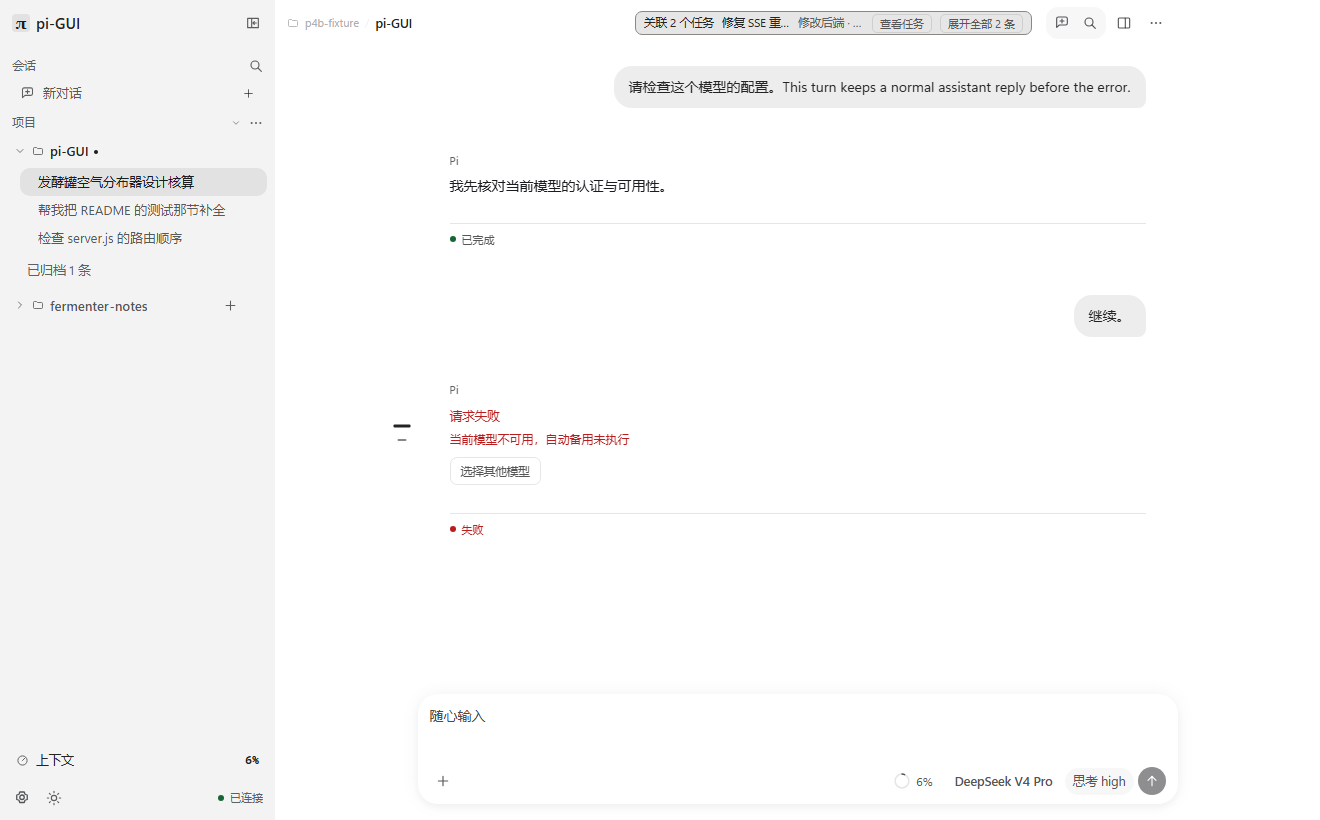 π pi-GUI
会话
新对话
项目
pi-GUI
发酵罐空气分布器设计核算
帮我把 README 的测试那节补全
检查 server.js 的路由顺序
已归档 1 条
fermenter-notes
上下文 6%
已连接
p4b-fixture / pi-GUI
关联 2 个任务 修复 SSE 重... 修改后端 · ... 查看任务 展开全部 2 条
请检查这个模型的配置。This turn keeps a normal assistant reply before the error.
Pi
我先核对当前模型的认证与可用性。
已完成
继续。
Pi
请求失败
当前模型不可用，自动备用未执行
选择其他模型
失败
随心输入
6% DeepSeek V4 Pro 思考 high